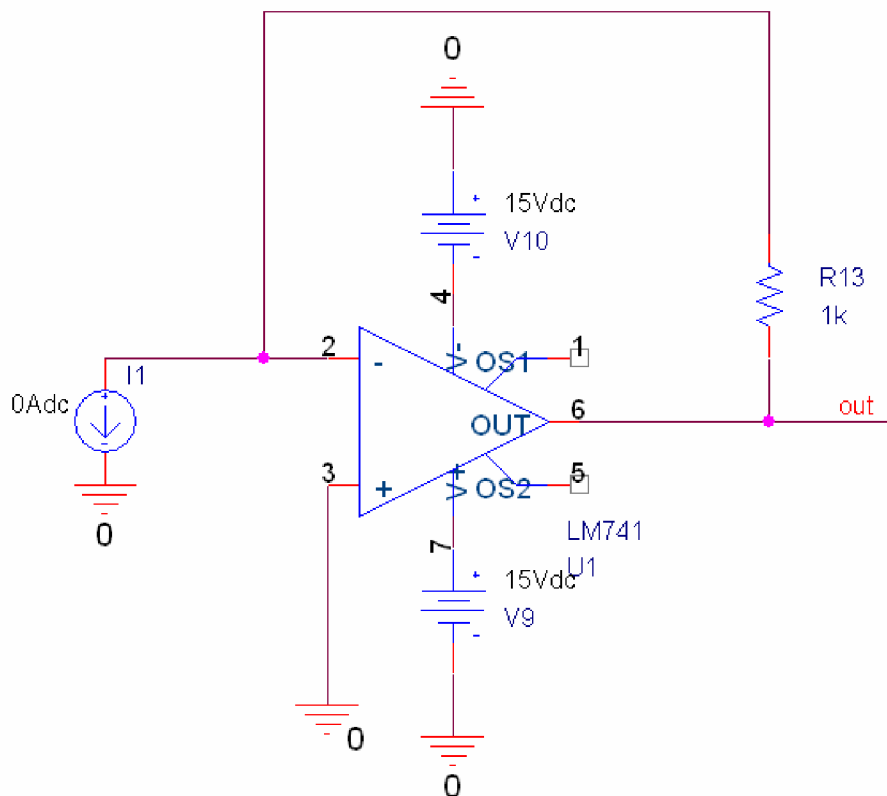 0
+
15Vdc
V10
-
4
R13
1k
2
-
V-
OS1
1
I1
+
0Adc
-
OUT
6
out
3
+
V+
OS2
5
0
LM741
U1
7
+
15Vdc
V9
-
0
0